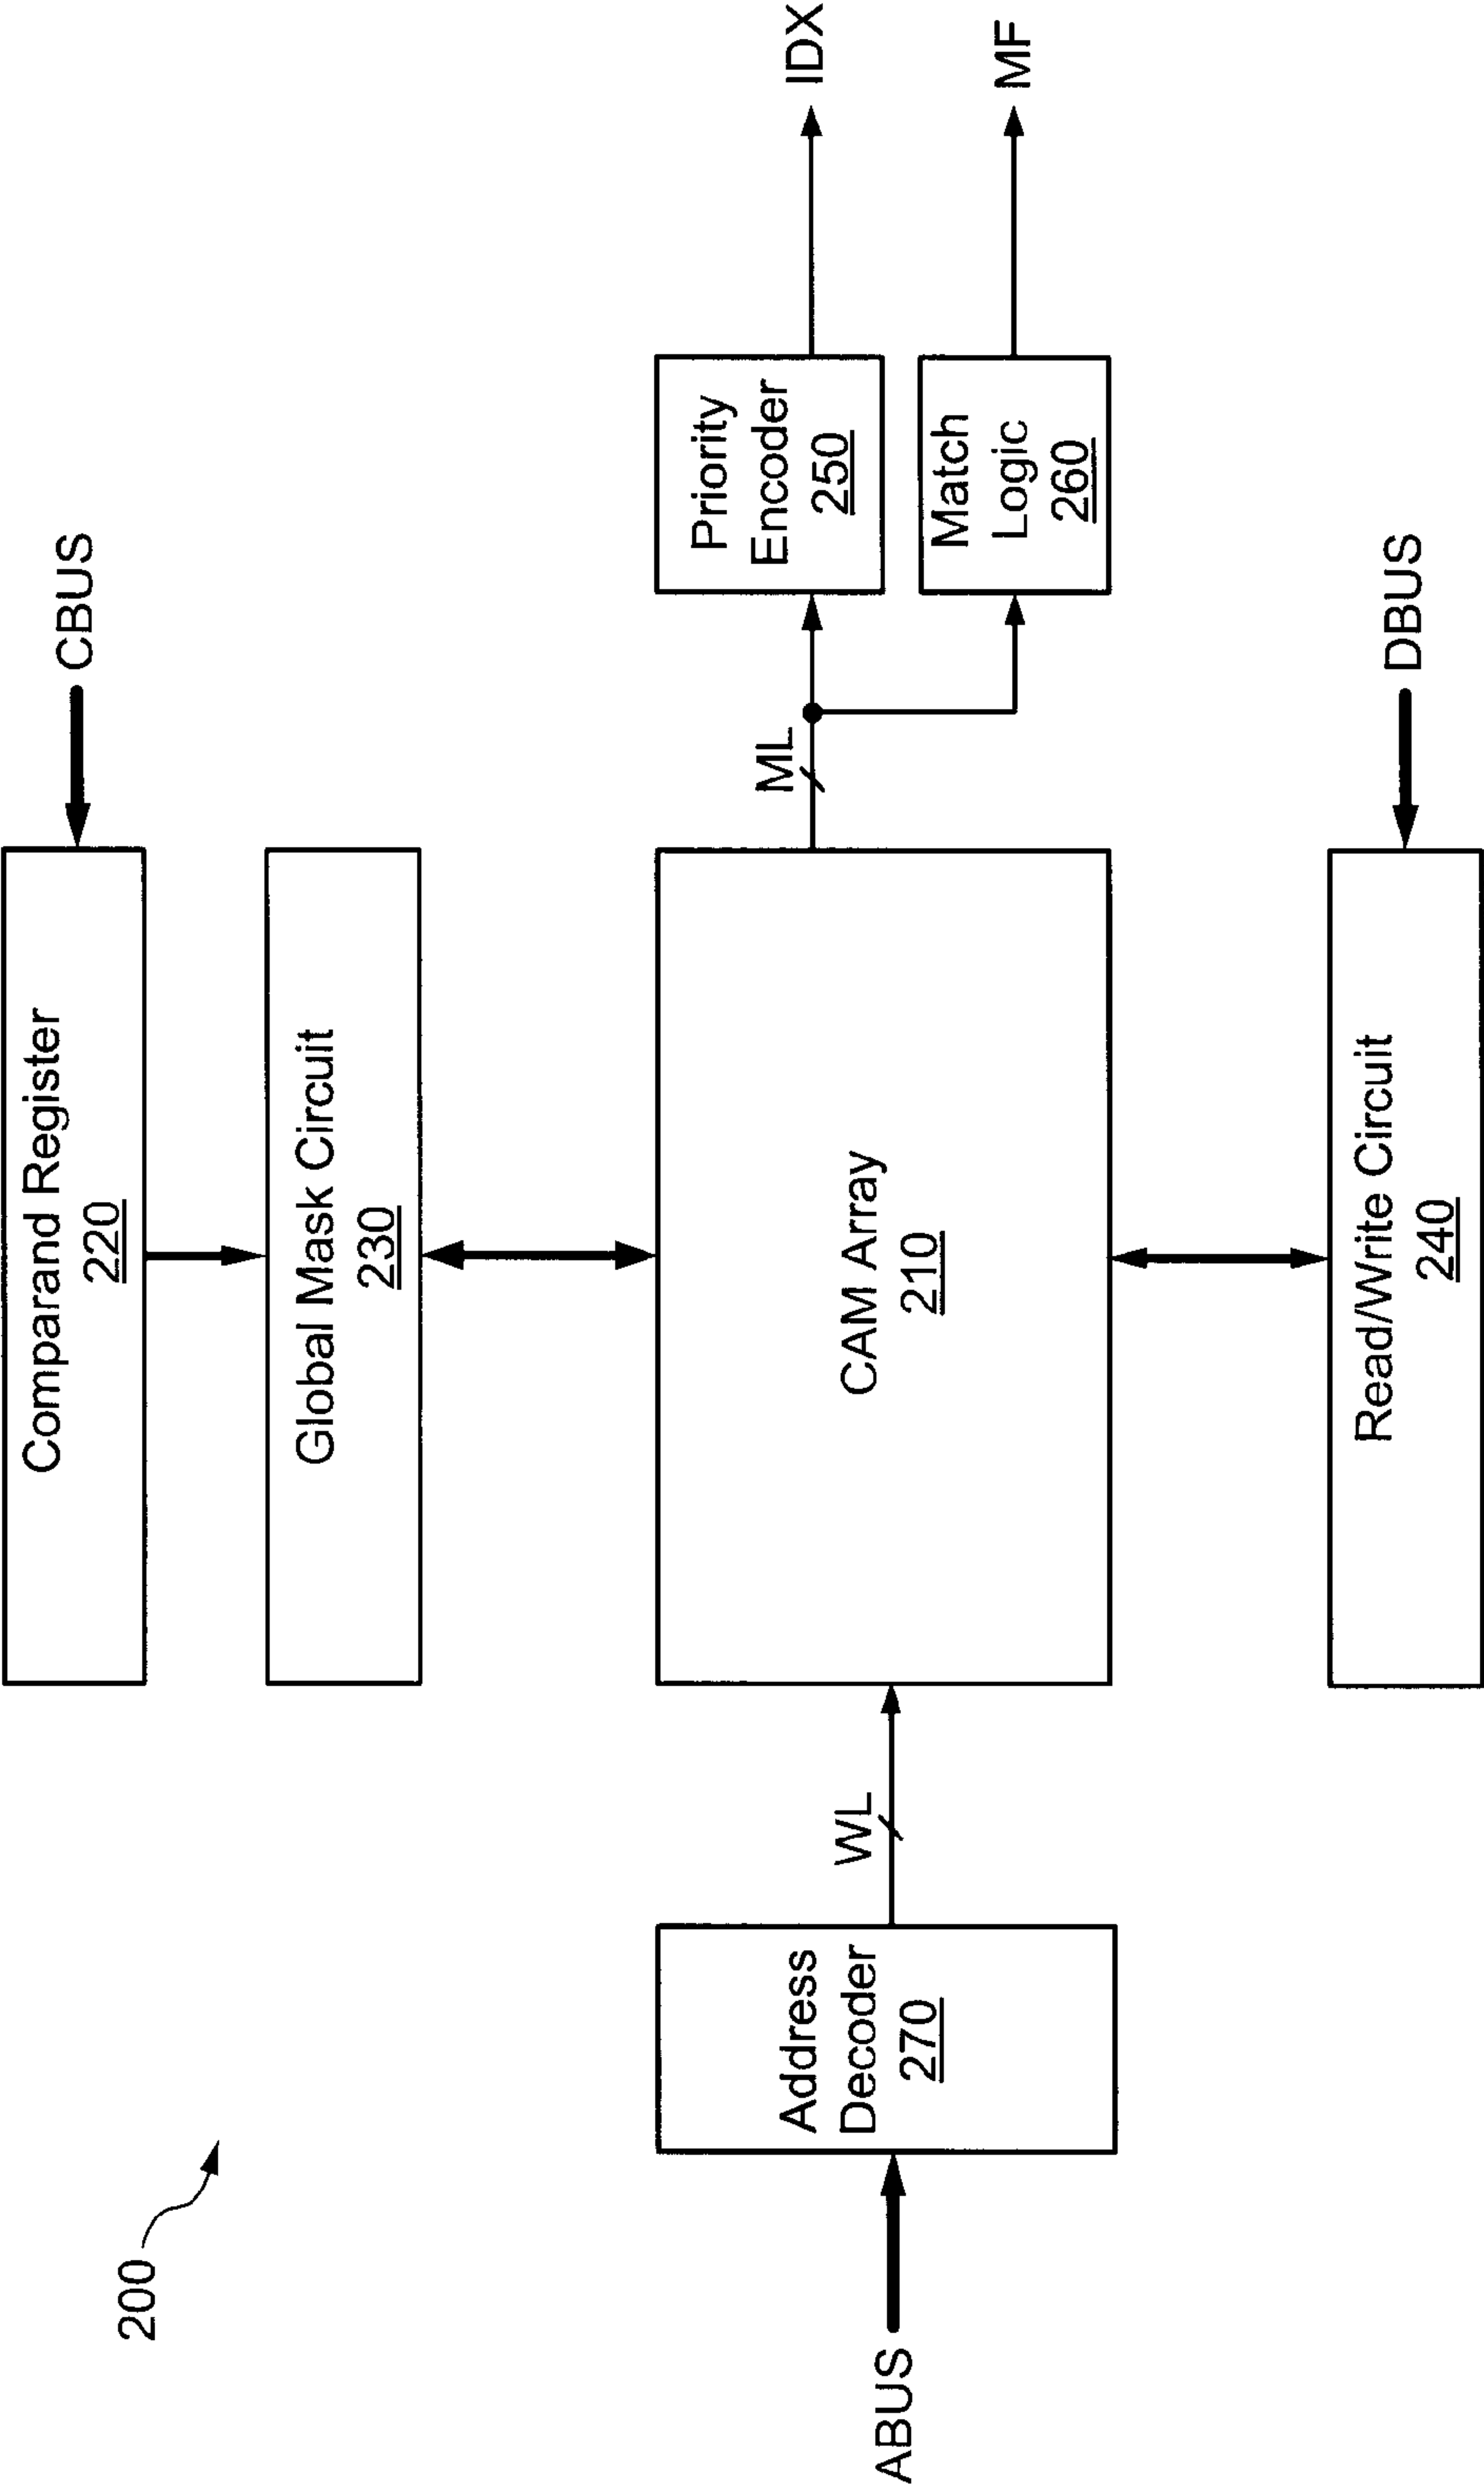 200
Comparand Register
220
CBUS
Global Mask Circuit
230
ABUS
Address
Decoder
270
WL
CAM Array
210
ML
Priority
Encoder
250
IDX
Match
Logic
260
MF
Read/Write Circuit
240
DBUS